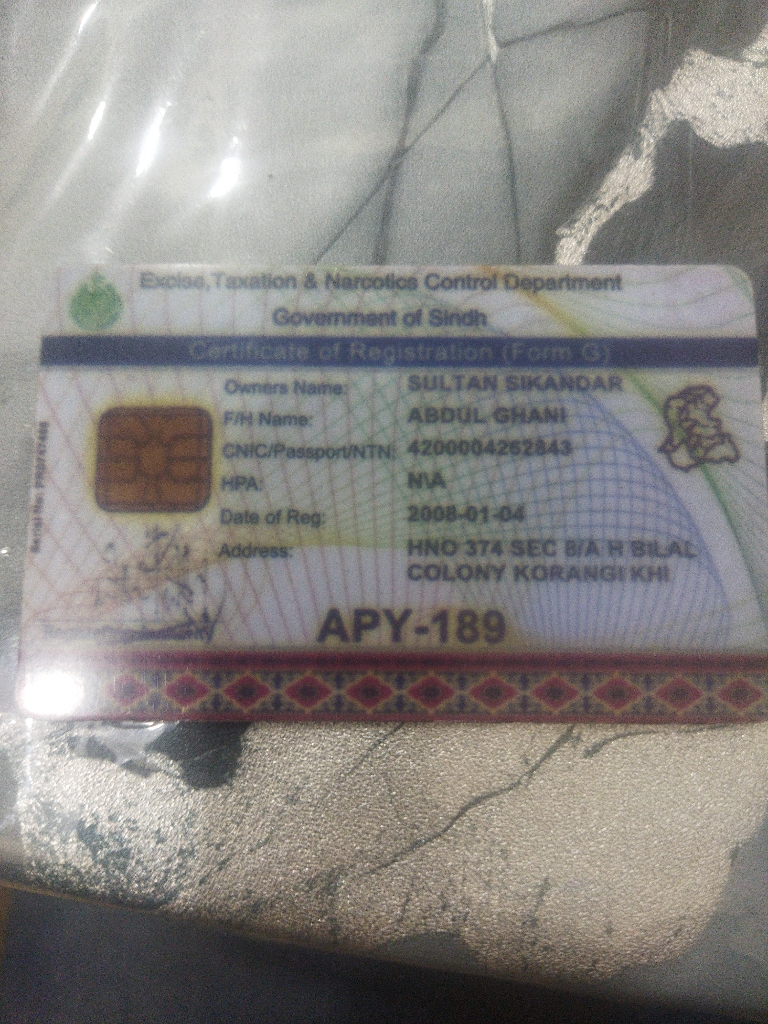 Excise,Taxation & Narcotics Control Department
Government of Sindh
Certificate of Registration (Form G)
Owners Name: SULTAN SIKANDAR
F/H Name: ABDUL GHANI
CNIC/Passport/NTN: 4200004262843
HPA: N\A
Date of Reg: 2008-01-04
Address: HNO 374 SEC 8/A H BILAL
COLONY KORANGI KHI
APY-189